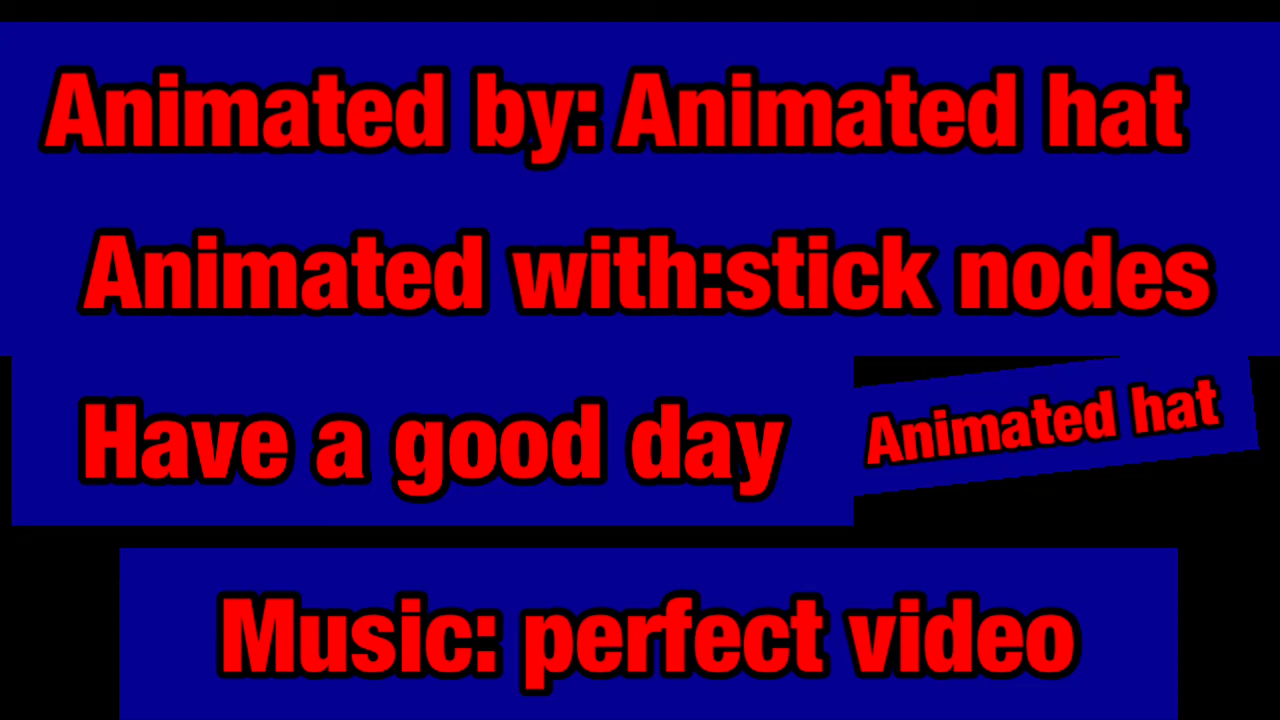 Animated by: Animated hat
Animated with:stick nodes
Have a good day
Animated hat
Music: perfect video